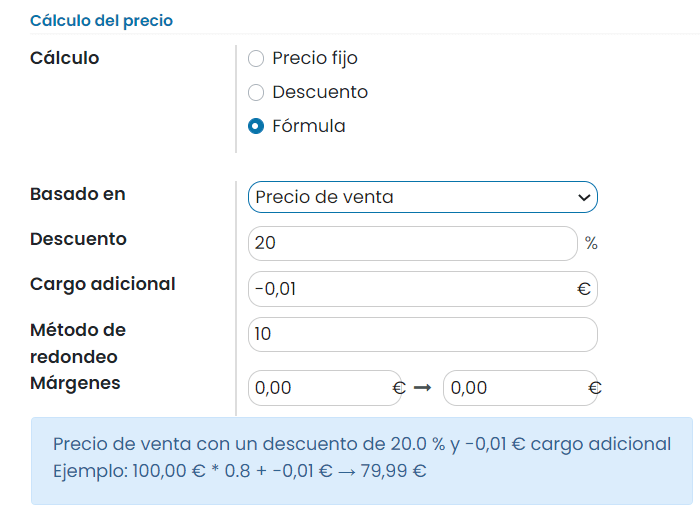 Cálculo del precio
Cálculo
Precio fijo
Descuento
Fórmula
Basado en
Precio de venta
Descuento
20 %
Cargo adicional
-0,01 €
Método de
redondeo
10
Márgenes
0,00 € → 0,00 €
Precio de venta con un descuento de 20.0 % y -0,01 € cargo adicional
Ejemplo: 100,00 € * 0.8 + -0,01 € → 79,99 €